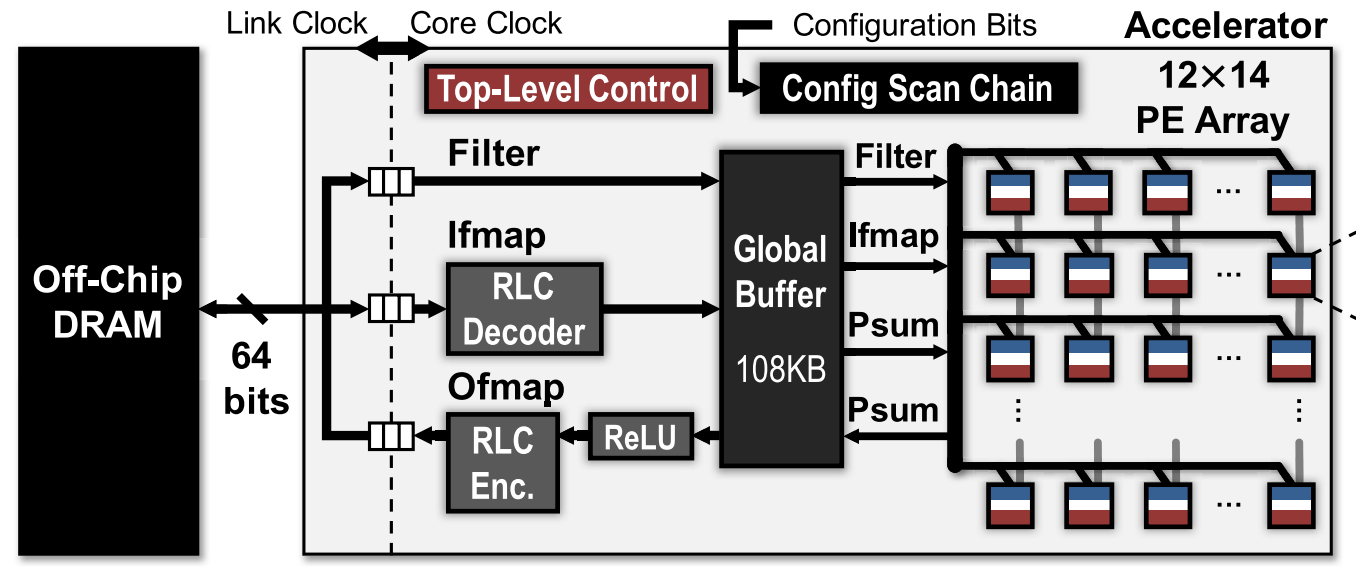 Link Clock
Core Clock
Configuration Bits
Accelerator
Top-Level Control
Config Scan Chain
12×14
PE Array
Off-Chip
DRAM
64
bits
Filter
Ifmap
RLC
Decoder
Ofmap
RLC
Enc.
ReLU
Global
Buffer
108KB
Filter
Ifmap
Psum
Psum
...
...
...
...
...
...